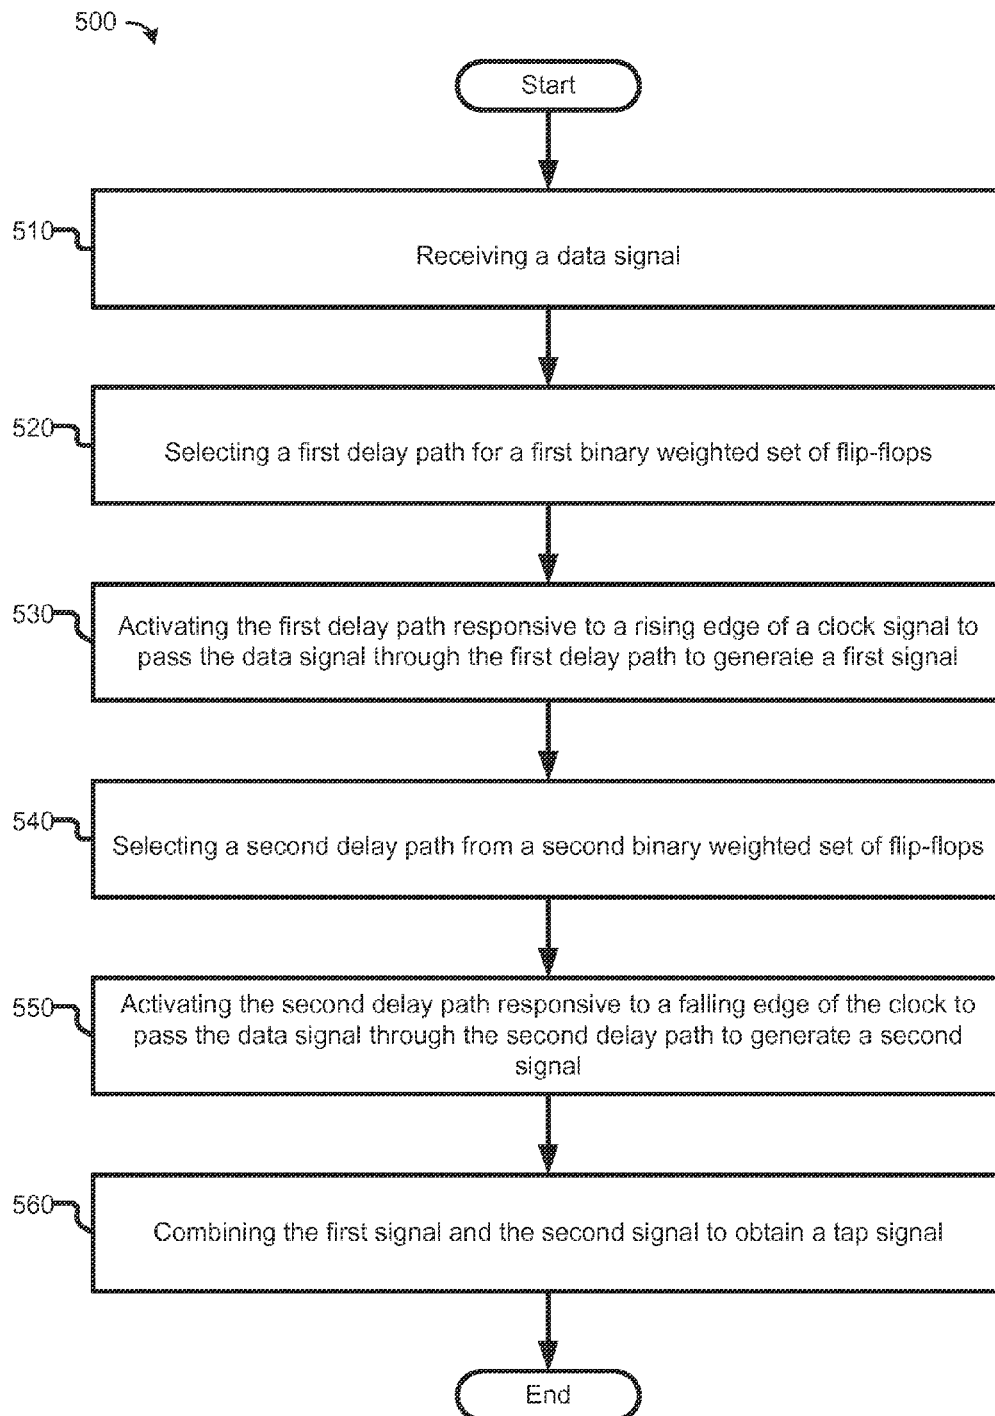 500
Start
510
Receiving a data signal
520
Selecting a first delay path for a first binary weighted set of flip-flops
530
Activating the first delay path responsive to a rising edge of a clock signal to
pass the data signal through the first delay path to generate a first signal
540
Selecting a second delay path from a second binary weighted set of flip-flops
550
Activating the second delay path responsive to a falling edge of the clock to
pass the data signal through the second delay path to generate a second
signal
560
Combining the first signal and the second signal to obtain a tap signal
End